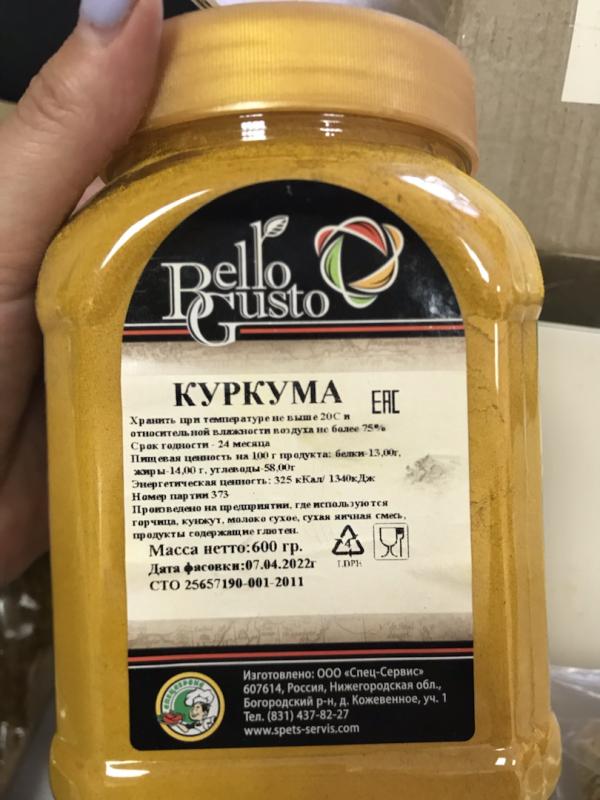 Bello
Gusto
КУРКУМА
EAC
Хранить при температуре не выше 20С и
относительной влажности воздуха не более 75%
Срок годности - 24 месяца
Пищевая ценность на 100 г продукта: белки-13,00г,
жиры-14,00 г, углеводы-58,00г
Энергетическая ценность: 325 кКал/ 1340кДж
Номер партии 373
Произведено на предприятии, где используются
горчица, кунжут, молоко сухое, сухая яичная смесь,
продукты содержащие глютен.
Масса нетто:600 гр.
4
LDPE
Дата фасовки:07.04.2022г
СТО 25657190-001-2011
Изготовлено: ООО «Спец-Сервис»
607614, Россия, Нижегородская обл.,
Богородский р-н, д. Кожевенное, уч. 1
Тел. (831) 437-82-27
www.spets-servis.com